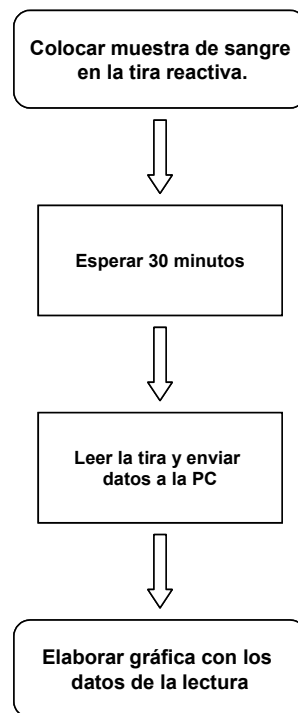 Colocar muestra de sangre
en la tira reactiva.
Esperar 30 minutos
Leer la tira y enviar
datos a la PC
Elaborar gráfica con los
datos de la lectura